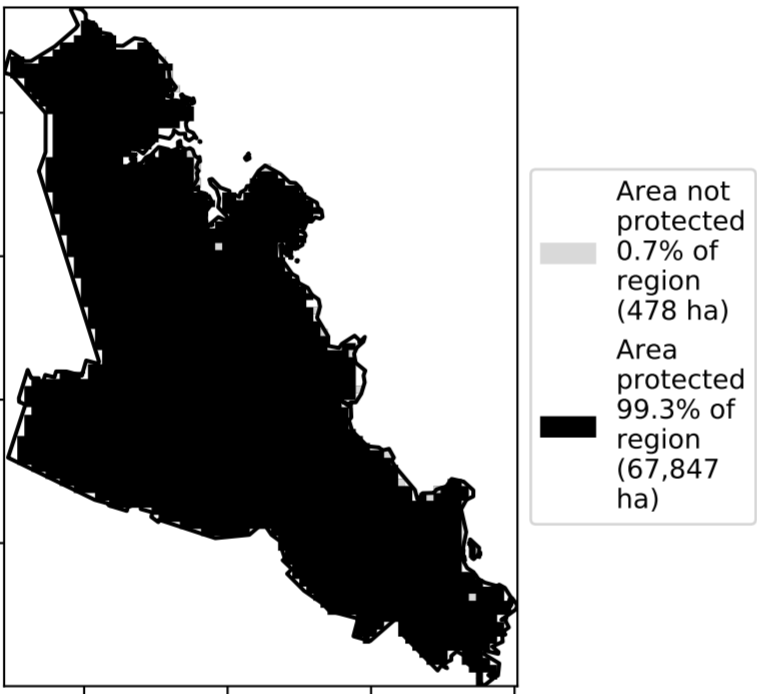 Area not
protected
0.7% of
region
(478 ha)
Area
protected
99.3% of
region
(67,847
ha)